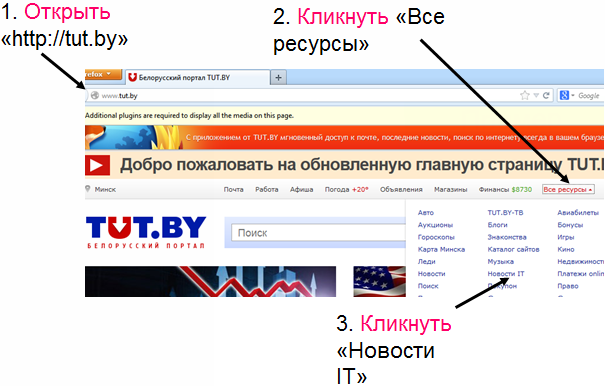 1. Открыть
«http://tut.by»
2. Кликнуть «Все
ресурсы»
refox
Белорусский портал TUT.BY
+
www.tut.by
Google
Additional plugins are required to display all the media on this page.
С приложением от TUT.BY мгновенный доступ к почте, последние новости, поиск по интернету всегда в вашем браузере
Добро пожаловать на обновленную главную страницу TUT.
Минск
Почта Работа Афиша Погода +20° Объявления Магазины Финансы $8730 Все ресурсы
TUT.BY
БЕЛОРУССКИЙ ПОРТАЛ
Поиск
Авто TUT.BY-ТВ Авиабилеты
Аукционы Блоги Бонусы
Гороскопы Знакомства Игры
Карта Минска Каталог сайтов Кино
Леди Музыка Недвижимост
Новости Новости IT Платежи onlin
Поиск Покупон Право
3. Кликнуть
«Новости
IT»